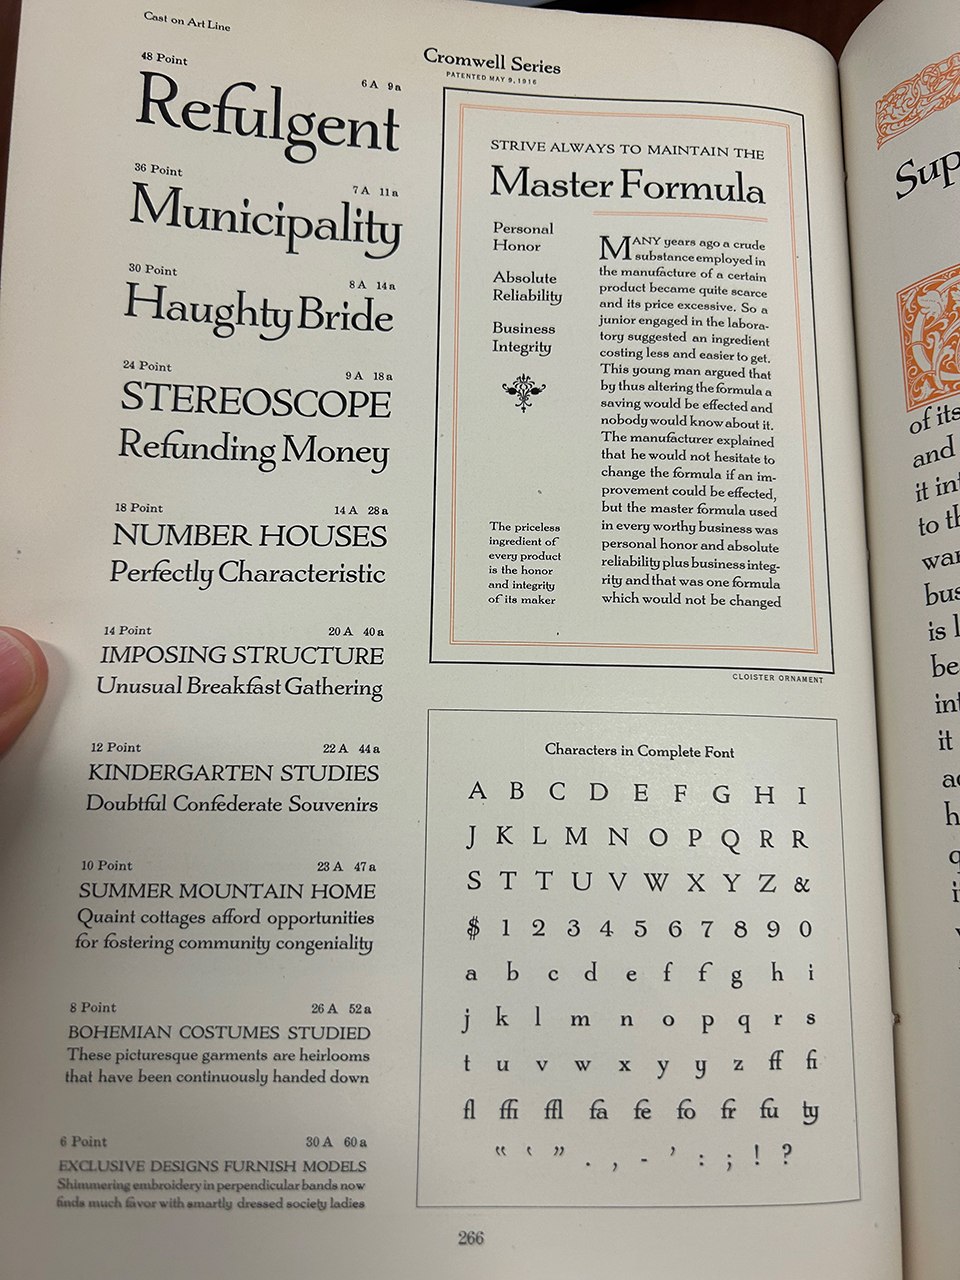 Cast on Art Line
48 Point
6 A 9 a
Refulgent
36 Point
7 A 11 a
Municipality
30 Point
8 A 14 a
Haughty Bride
24 Point
9 A 18 a
STEREOSCOPE
Refunding Money
18 Point
14 A 28 a
NUMBER HOUSES
Perfectly Characteristic
14 Point
20 A 40 a
IMPOSING STRUCTURE
Unusual Breakfast Gathering
12 Point
22 A 44 a
KINDERGARTEN STUDIES
Doubtful Confederate Souvenirs
10 Point
23 A 47 a
SUMMER MOUNTAIN HOME
Quaint cottages afford opportunities
for fostering community congeniality
8 Point
26 A 52 a
BOHEMIAN COSTUMES STUDIED
These picturesque garments are heirlooms
that have been continuously handed down
6 Point
30 A 60 a
EXCLUSIVE DESIGNS FURNISH MODELS
Shimmering embroidery in perpendicular bands now
finds much favor with smartly dressed society ladies
Cromwell Series
PATENTED MAY 9, 1916
STRIVE ALWAYS TO MAINTAIN THE
Master Formula
Personal
Honor
Absolute
Reliability
Business
Integrity
The priceless
ingredient of
every product
is the honor
and integrity
of its maker
MANY years ago a crude
substance employed in
the manufacture of a certain
product became quite scarce
and its price excessive. So a
junior engaged in the labora-
tory suggested an ingredient
costing less and easier to get.
This young man argued that
by thus altering the formula a
saving would be effected and
nobody would know about it.
The manufacturer explained
that he would not hesitate to
change the formula if an im-
provement could be effected,
but the master formula used
in every worthy business was
personal honor and absolute
reliability plus business integ-
rity and that was one formula
which would not be changed
CLOISTER ORNAMENT
Characters in Complete Font
A B C D E F G H I
J K L M N O P Q R R
S T T U V W X Y Z &
$ 1 2 3 4 5 6 7 8 9 0
a b c d e f f g h i
j k l m n o p q r s
t u v w x y y z ff fi
fl ffi ffl fa fe fo fr fu ty
“ ‘ ” . , - ’ : ; ! ?
266
of its
and
to th
is l
be
it